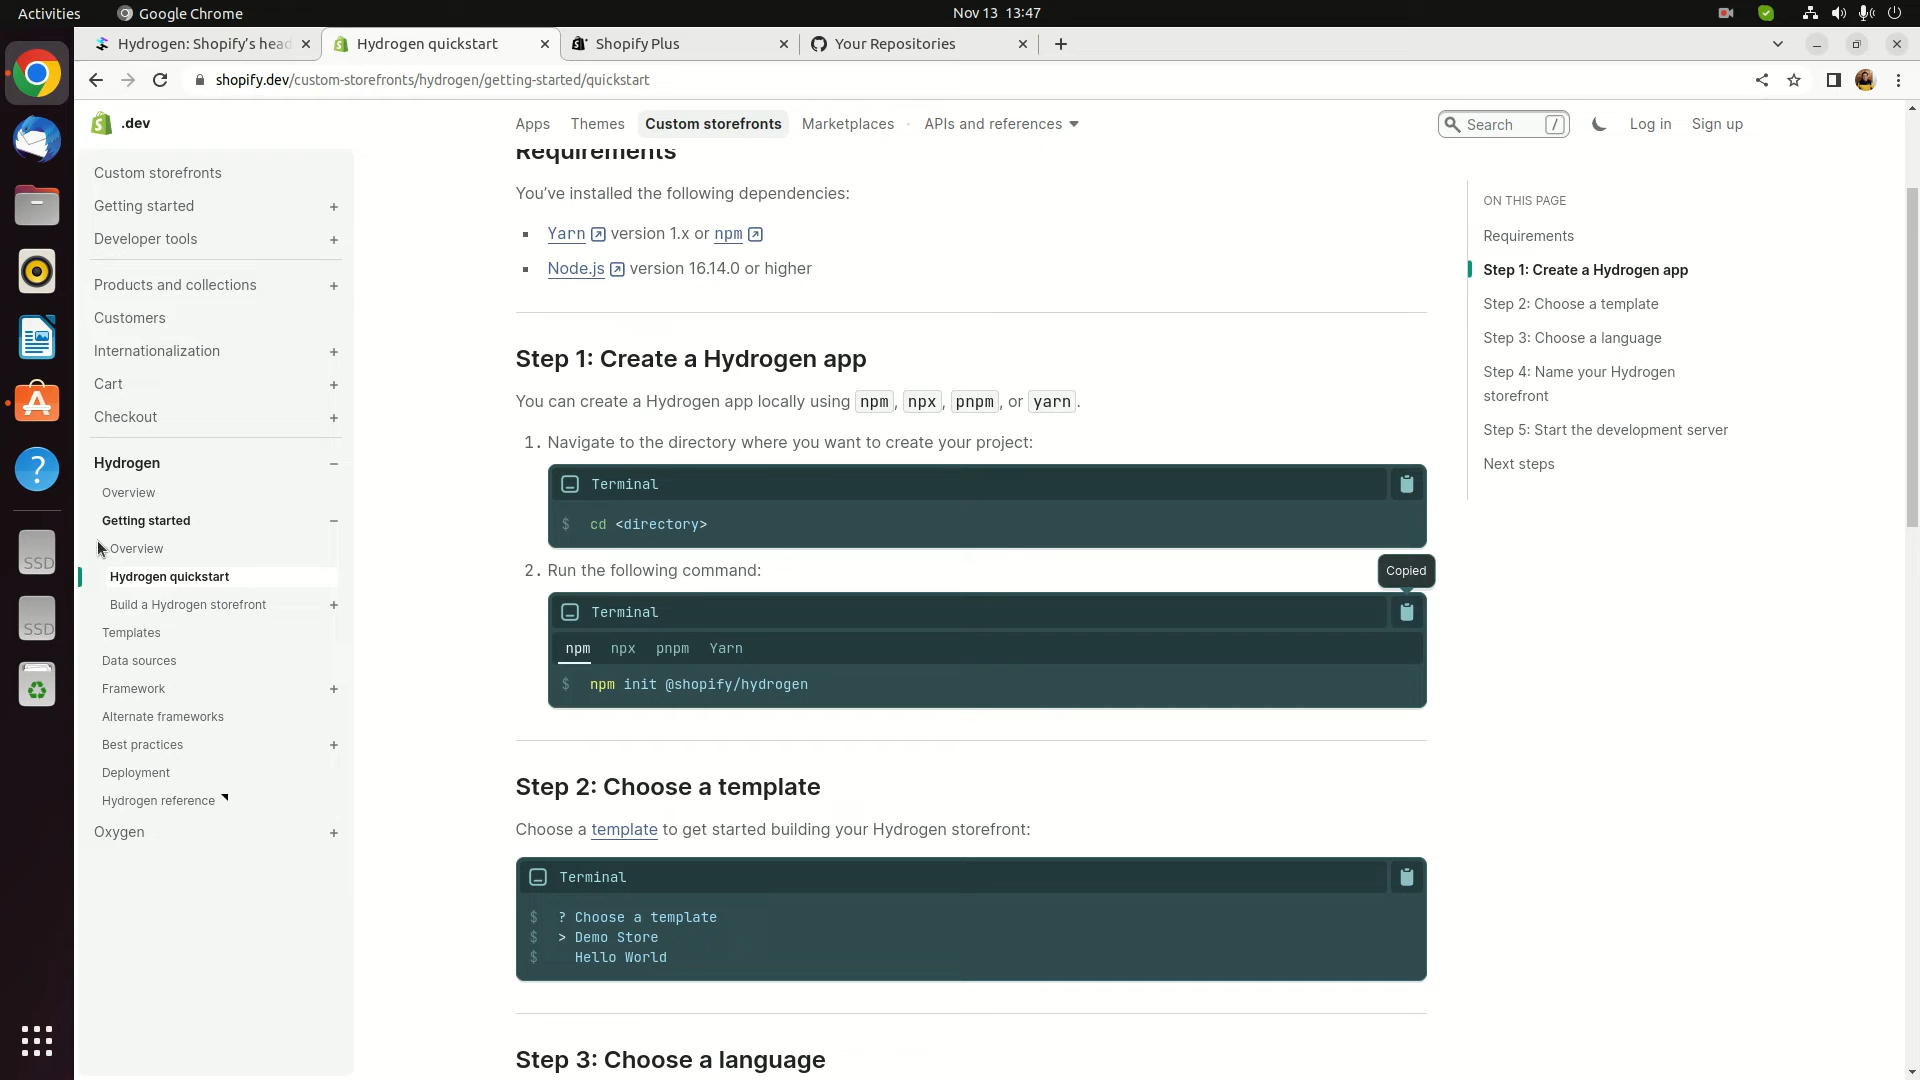 Activities
Google Chrome
Nov 13 13:47
Hydrogen: Shopify's head
Hydrogen quickstart
Shopify Plus
Your Repositories
shopify.dev/custom-storefronts/hydrogen/getting-started/quickstart
.dev
Apps
Themes
Custom storefronts
Marketplaces
APIs and references
Search /
Log in
Sign up
Custom storefronts
Getting started +
Developer tools +
Products and collections +
Customers
Internationalization +
Cart +
Checkout +
Hydrogen −
Overview
Getting started −
Overview
Hydrogen quickstart
Build a Hydrogen storefront +
Templates
Data sources
Framework +
Alternate frameworks
Best practices +
Deployment
Hydrogen reference
Oxygen +
SSD
SSD
Requirements
You've installed the following dependencies:
Yarn version 1.x or npm
Node.js version 16.14.0 or higher
Step 1: Create a Hydrogen app
You can create a Hydrogen app locally using npm, npx, pnpm, or yarn.
1. Navigate to the directory where you want to create your project:
Terminal
$ cd <directory>
2. Run the following command:
Copied
Terminal
npm npx pnpm Yarn
$ npm init @shopify/hydrogen
Step 2: Choose a template
Choose a template to get started building your Hydrogen storefront:
Terminal
$ ? Choose a template
$ > Demo Store
$ Hello World
Step 3: Choose a language
ON THIS PAGE
Requirements
Step 1: Create a Hydrogen app
Step 2: Choose a template
Step 3: Choose a language
Step 4: Name your Hydrogen
storefront
Step 5: Start the development server
Next steps